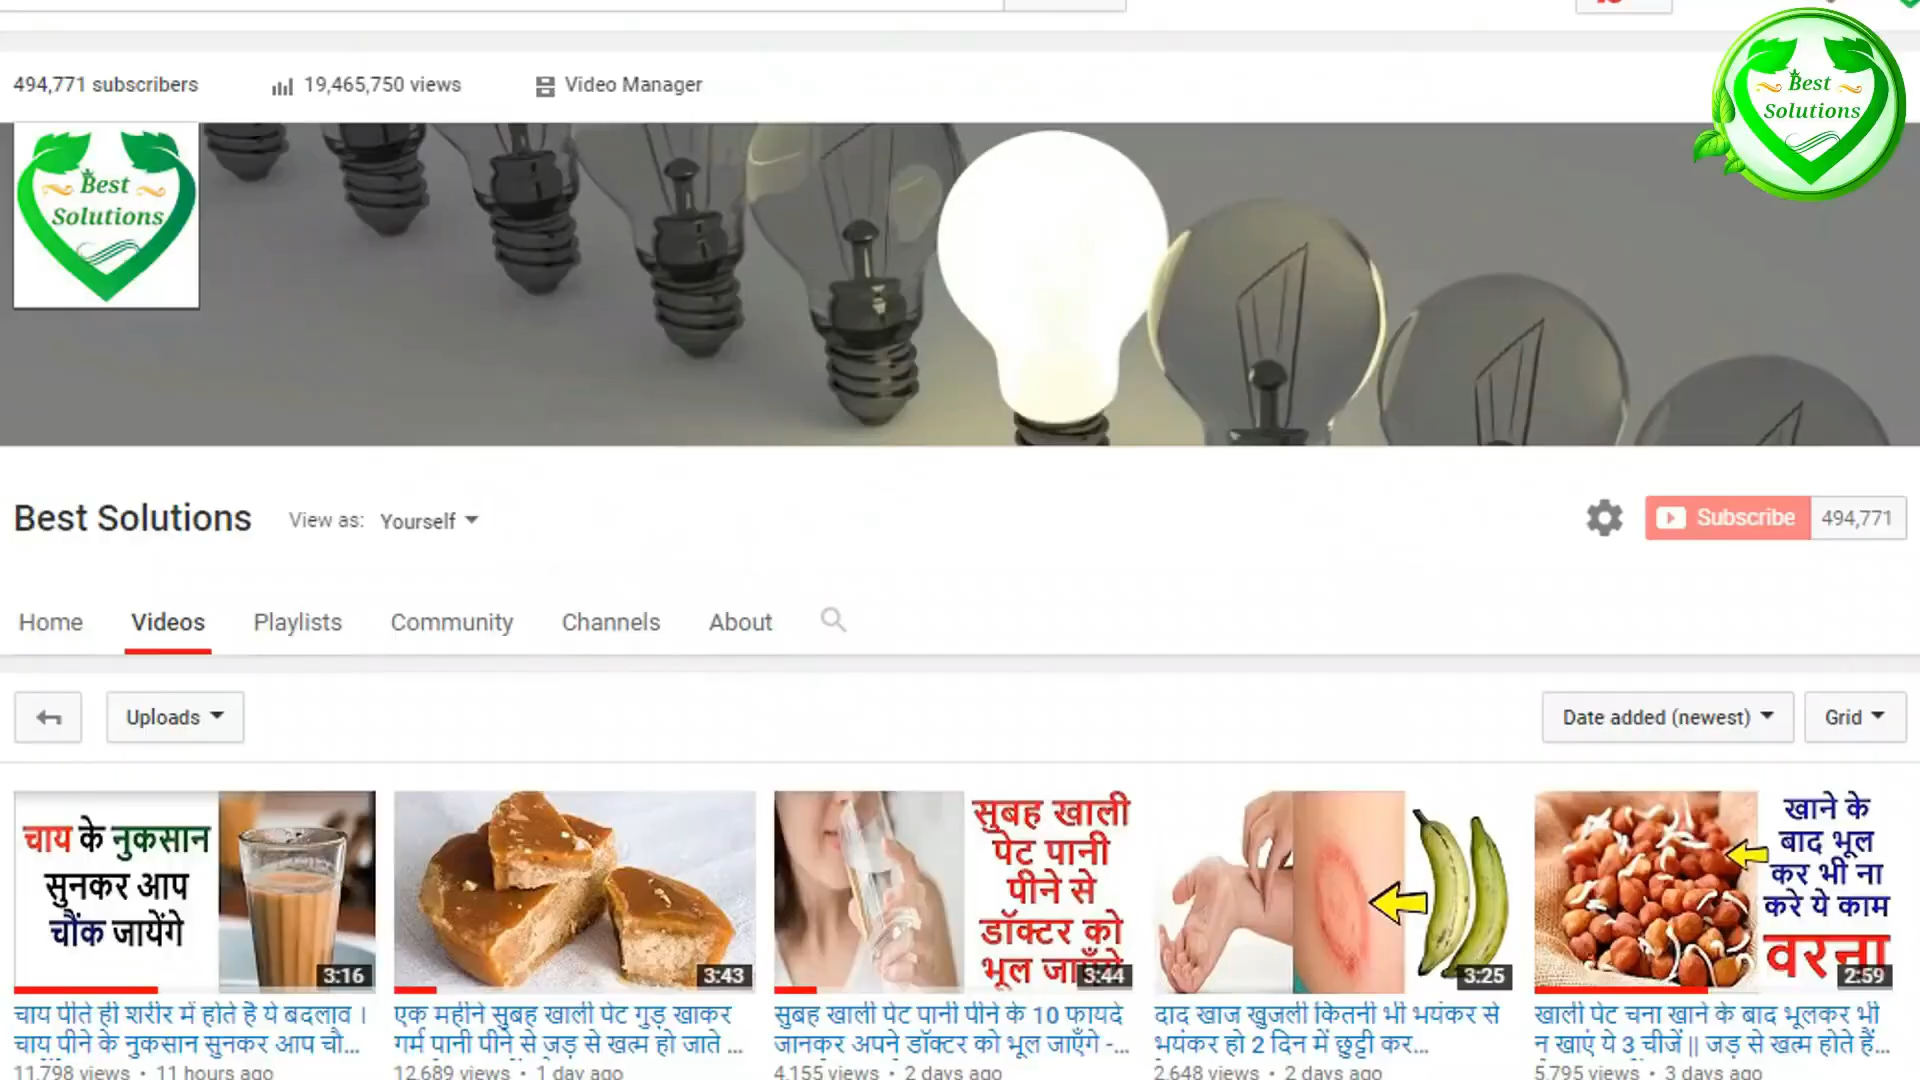 494,771 subscribers
19,465,750 views
Video Manager
Best
Solutions
Best
Solutions
Best Solutions
View as: Yourself
Subscribe 494,771
Home Videos Playlists Community Channels About
Uploads
Date added (newest)
Grid
चाय के नुकसान
सुनकर आप
चौंक जायेंगे
3:16
3:43
सुबह खाली
पेट पानी
पीने से
डॉक्टर को
भूल जाएँगे
3:44
3:25
खाने के
बाद भूल
कर भी ना
करे ये काम
वरना
2:59
चाय पीते ही शरीर में होते है ये बदलाव ।
चाय पीने के नुकसान सुनकर आप चौ...
11,798 views • 11 hours ago
एक महीने सुबह खाली पेट गुड़ खाकर
गर्म पानी पीने से जड़ से खत्म हो जाते ...
12,689 views • 1 day ago
सुबह खाली पेट पानी पीने के 10 फायदे
जानकर अपने डॉक्टर को भूल जाएँगे -...
4,155 views • 2 days ago
दाद खाज खुजली कितनी भी भयंकर से
भयंकर हो 2 दिन में छुट्टी कर...
2,648 views • 2 days ago
खाली पेट चना खाने के बाद भूलकर भी
न खाएं ये 3 चीजें || जड़ से खत्म होते हैं...
5,795 views • 3 days ago